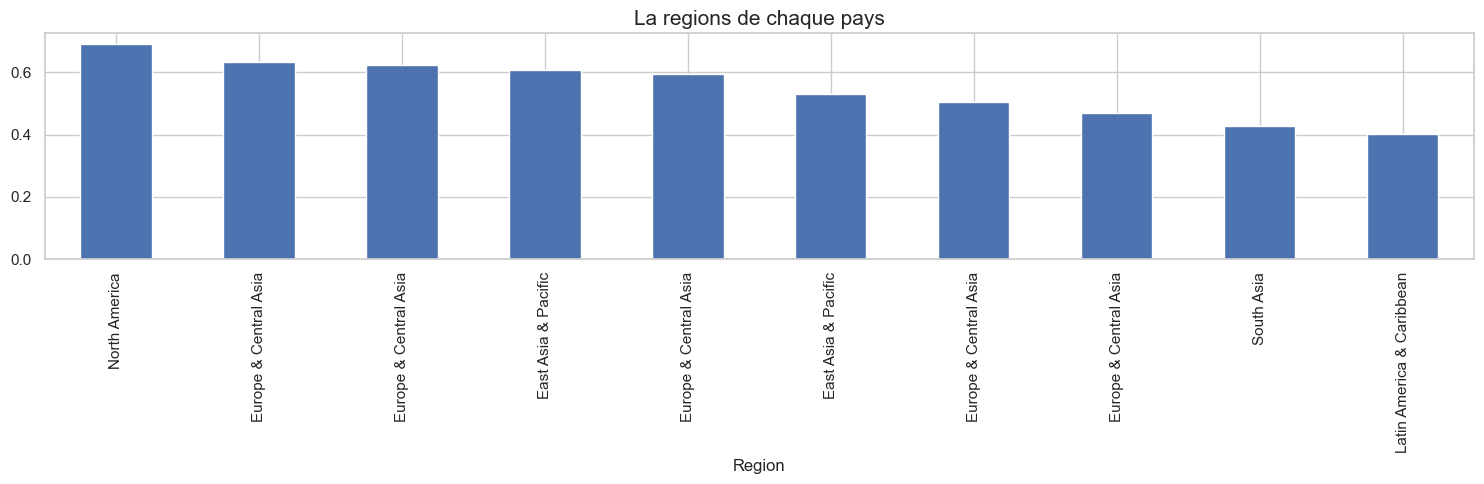 La regions de chaque pays
0.6
0.4
0.2
0.0
North America
Europe & Central Asia
Europe & Central Asia
East Asia & Pacific
Europe & Central Asia
East Asia & Pacific
Europe & Central Asia
Europe & Central Asia
South Asia
Latin America & Caribbean
Region